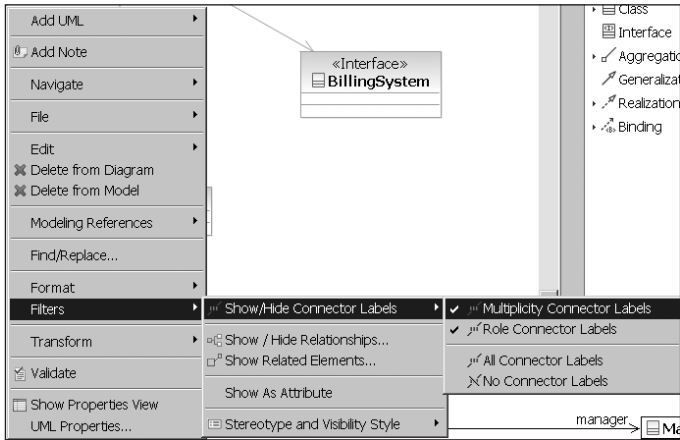 Add UML
Add Note
Navigate
File
Edit
Delete from Diagram
Delete from Model
Modeling References
Find/Replace...
Format
Filters
Transform
Validate
Show Properties View
UML Properties...
«Interface»
BillingSystem
Show/Hide Connector Labels
Show / Hide Relationships...
Show Related Elements...
Show As Attribute
Stereotype and Visibility Style
Multiplicity Connector Labels
Role Connector Labels
All Connector Labels
No Connector Labels
Class
Interface
Aggregatio
Generalizat
Realization
Binding
manager
Ma